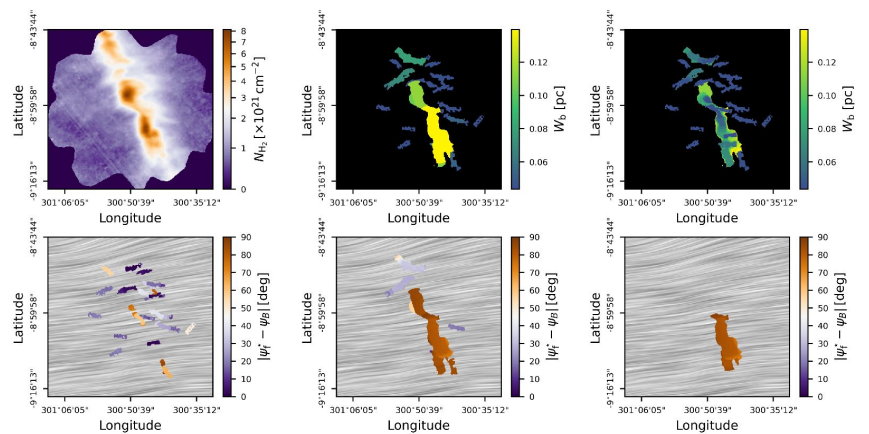 -8°43'44"
-8°59'58"
-9°16'13"
Latitude
301°06'05" 300°50'39" 300°35'12"
Longitude
8
7
6
5
4
3
2
1
0
N_H₂ [×10²¹ cm⁻²]
-8°43'44"
-8°59'58"
-9°16'13"
Latitude
301°06'05" 300°50'39" 300°35'12"
Longitude
0.12
0.10
0.08
0.06
W_b [pc]
-8°43'44"
-8°59'58"
-9°16'13"
Latitude
301°06'05" 300°50'39" 300°35'12"
Longitude
0.12
0.10
0.08
0.06
W_b [pc]
-8°43'44"
-8°59'58"
-9°16'13"
Latitude
301°06'05" 300°50'39" 300°35'12"
Longitude
90
80
70
60
50
40
30
20
10
0
|ψ_f^* − ψ_B| [deg]
-8°43'44"
-8°59'58"
-9°16'13"
Latitude
301°06'05" 300°50'39" 300°35'12"
Longitude
90
80
70
60
50
40
30
20
10
0
|ψ_f^* − ψ_B| [deg]
-8°43'44"
-8°59'58"
-9°16'13"
Latitude
301°06'05" 300°50'39" 300°35'12"
Longitude
90
80
70
60
50
40
30
20
10
0
|ψ_f^* − ψ_B| [deg]